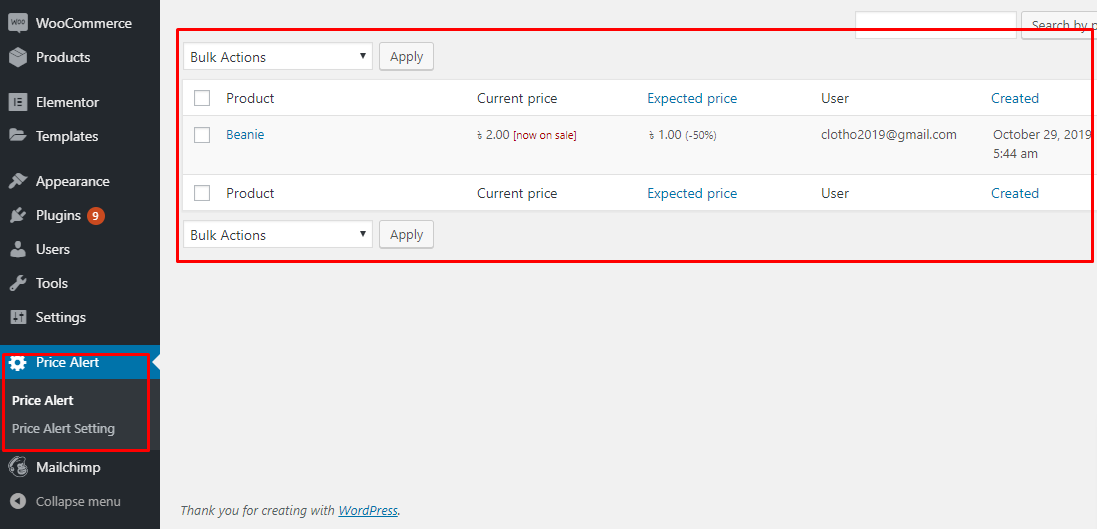 WOO
WooCommerce
Products
Elementor
Templates
Appearance
Plugins 9
Users
Tools
Settings
Price Alert
Price Alert
Price Alert Setting
Mailchimp
Collapse menu
Search by
Bulk Actions Apply
Product Current price Expected price User Created
Beanie ৳ 2.00 [now on sale] ৳ 1.00 (-50%) clotho2019@gmail.com October 29, 2019
5:44 am
Product Current price Expected price User Created
Bulk Actions Apply
Thank you for creating with WordPress.